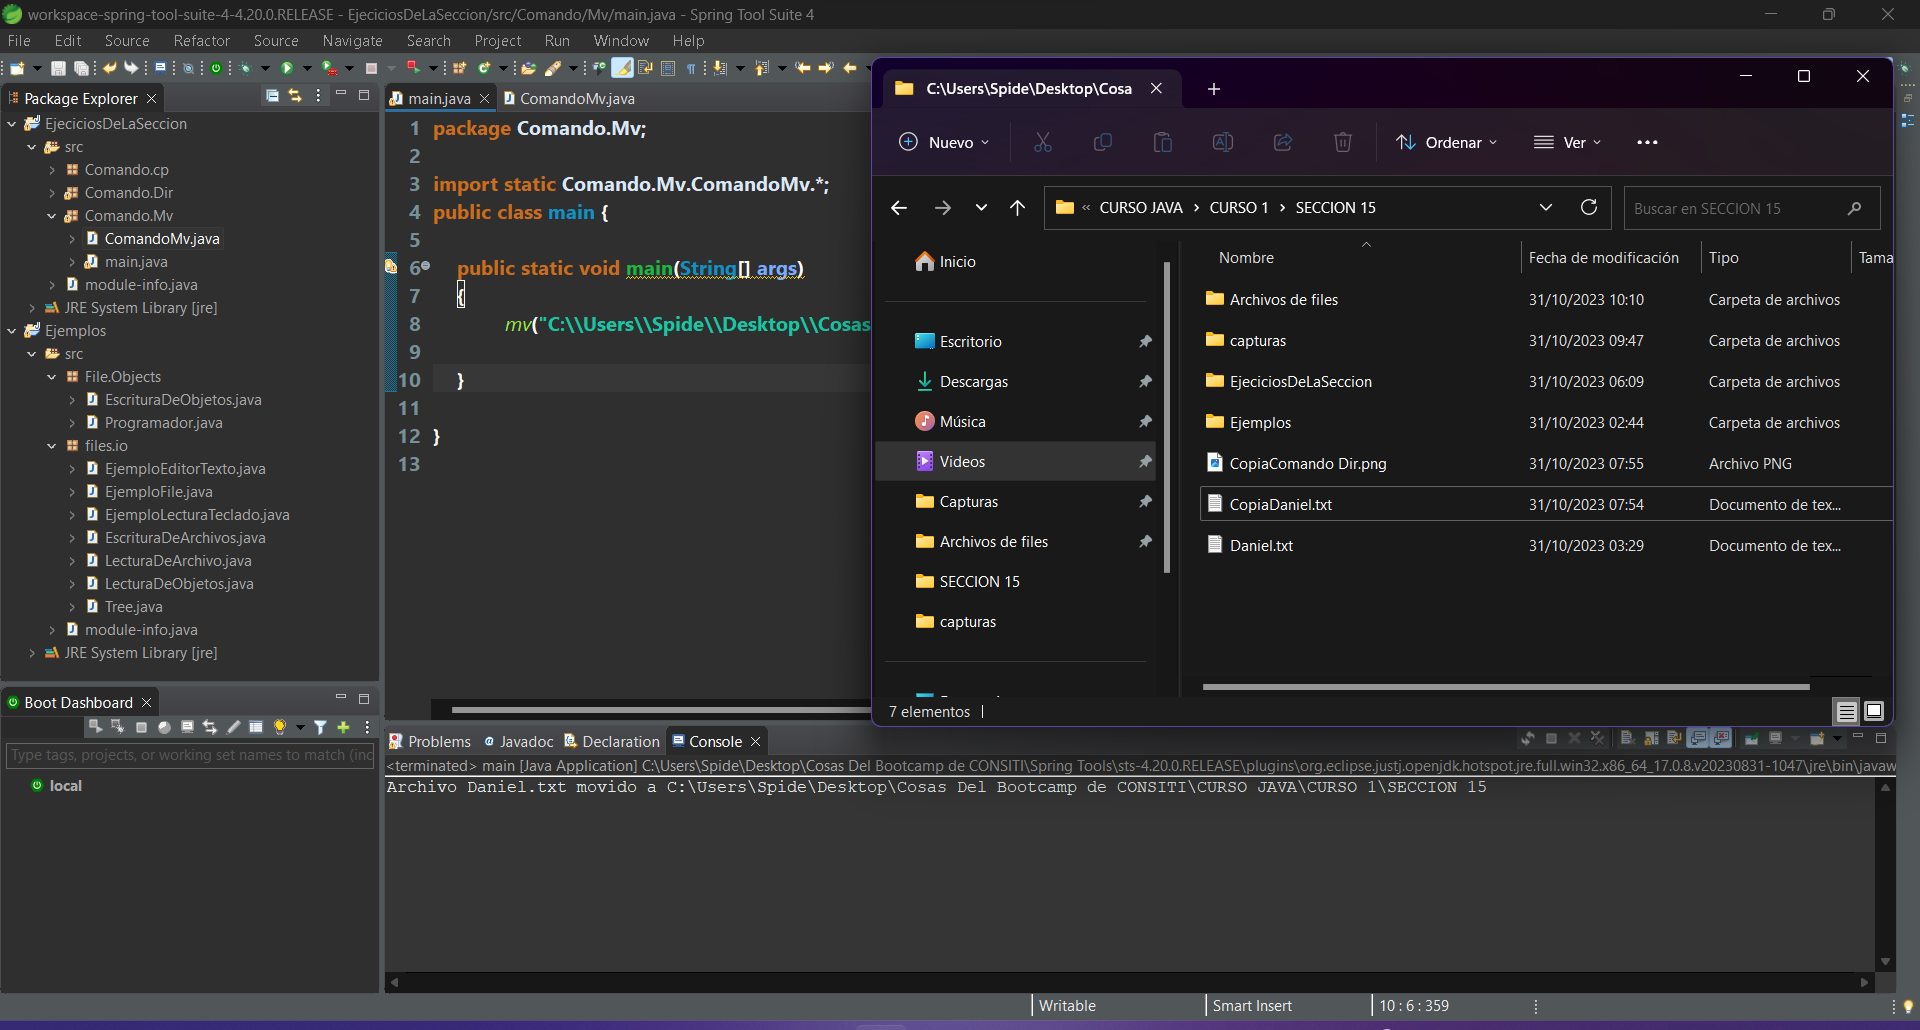 workspace-spring-tool-suite-4-4.20.0.RELEASE - EjeciciosDeLaSeccion/src/Comando/Mv/main.java - Spring Tool Suite 4
File Edit Source Refactor Source Navigate Search Project Run Window Help
Package Explorer
EjeciciosDeLaSeccion
src
Comando.cp
Comando.Dir
Comando.Mv
ComandoMv.java
main.java
module-info.java
JRE System Library [jre]
Ejemplos
src
File.Objects
EscrituraDeObjetos.java
Programador.java
files.io
EjemploEditorTexto.java
EjemploFile.java
EjemploLecturaTeclado.java
EscrituraDeArchivos.java
LecturaDeArchivo.java
LecturaDeObjetos.java
Tree.java
module-info.java
JRE System Library [jre]
Boot Dashboard
Type tags, projects, or working set names to match (inc
local
main.java ComandoMv.java
1 package Comando.Mv;
2
3 import static Comando.Mv.ComandoMv.*;
4 public class main {
5
6 public static void main(String[] args)
7 {
8 mv("C:\\Users\\Spide\\Desktop\\Cosas
9
10 }
11
12 }
13
C:\Users\Spide\Desktop\Cosa
Nuevo Ordenar Ver
« CURSO JAVA > CURSO 1 > SECCION 15
Buscar en SECCION 15
Inicio
Escritorio
Descargas
Música
Videos
Capturas
Archivos de files
SECCION 15
capturas
Nombre Fecha de modificación Tipo Tama
Archivos de files 31/10/2023 10:10 Carpeta de archivos
capturas 31/10/2023 09:47 Carpeta de archivos
EjeciciosDeLaSeccion 31/10/2023 06:09 Carpeta de archivos
Ejemplos 31/10/2023 02:44 Carpeta de archivos
CopiaComando Dir.png 31/10/2023 07:55 Archivo PNG
CopiaDaniel.txt 31/10/2023 07:54 Documento de tex...
Daniel.txt 31/10/2023 03:29 Documento de tex...
7 elementos
Problems Javadoc Declaration Console
<terminated> main [Java Application] C:\Users\Spide\Desktop\Cosas Del Bootcamp de CONSITI\Spring Tools\sts-4.20.0.RELEASE\plugins\org.eclipse.justj.openjdk.hotspot.jre.full.win32.x86_64_17.0.8.v20230831-1047\jre\bin\javaw
Archivo Daniel.txt movido a C:\Users\Spide\Desktop\Cosas Del Bootcamp de CONSITI\CURSO JAVA\CURSO 1\SECCION 15
Writable Smart Insert 10 : 6 : 359